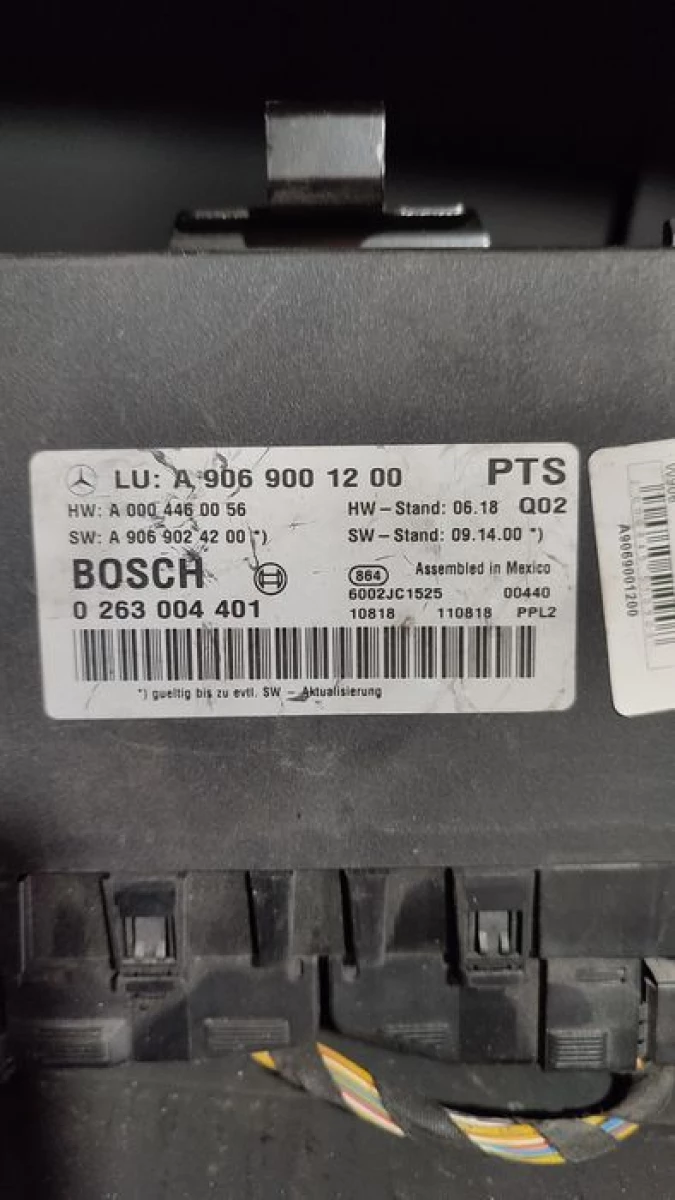 LU: A 906 900 12 00 PTS
HW: A 000 446 00 56 HW-Stand: 06.18 Q02
SW: A 906 902 42 00 *) SW-Stand: 09.14.00 *)
BOSCH 864 Assembled in Mexico
6002JC1525 00440
0 263 004 401 10818 110818 PPL2
*) gueltig bis zu evtl. SW - Aktualisierung
A9069001200